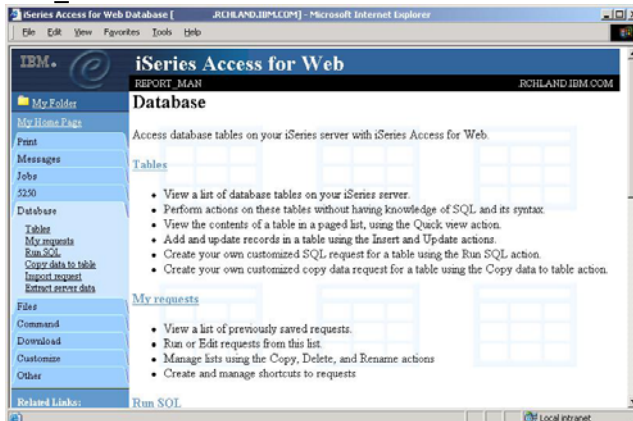 iSeries Access for Web Database [ .RCHLAND.IBM.COM] - Microsoft Internet Explorer
File Edit View Favorites Tools Help
IBM.
iSeries Access for Web
REPORT_MAN .RCHLAND.IBM.COM
My Folder
My Home Page
Print
Messages
Jobs
5250
Database
Tables
My requests
Run SQL
Copy data to table
Import request
Extract server data
Files
Command
Download
Customize
Other
Related Links:
Database
Access database tables on your iSeries server with iSeries Access for Web.
Tables
• View a list of database tables on your iSeries server.
• Perform actions on these tables without having knowledge of SQL and its syntax.
• View the contents of a table in a paged list, using the Quick view action.
• Add and update records in a table using the Insert and Update actions.
• Create your own customized SQL request for a table using the Run SQL action.
• Create your own customized copy data request for a table using the Copy data to table action.
My requests
• View a list of previously saved requests.
• Run or Edit requests from this list.
• Manage lists using the Copy, Delete, and Rename actions
• Create and manage shortcuts to requests
Run SQL
Local intranet